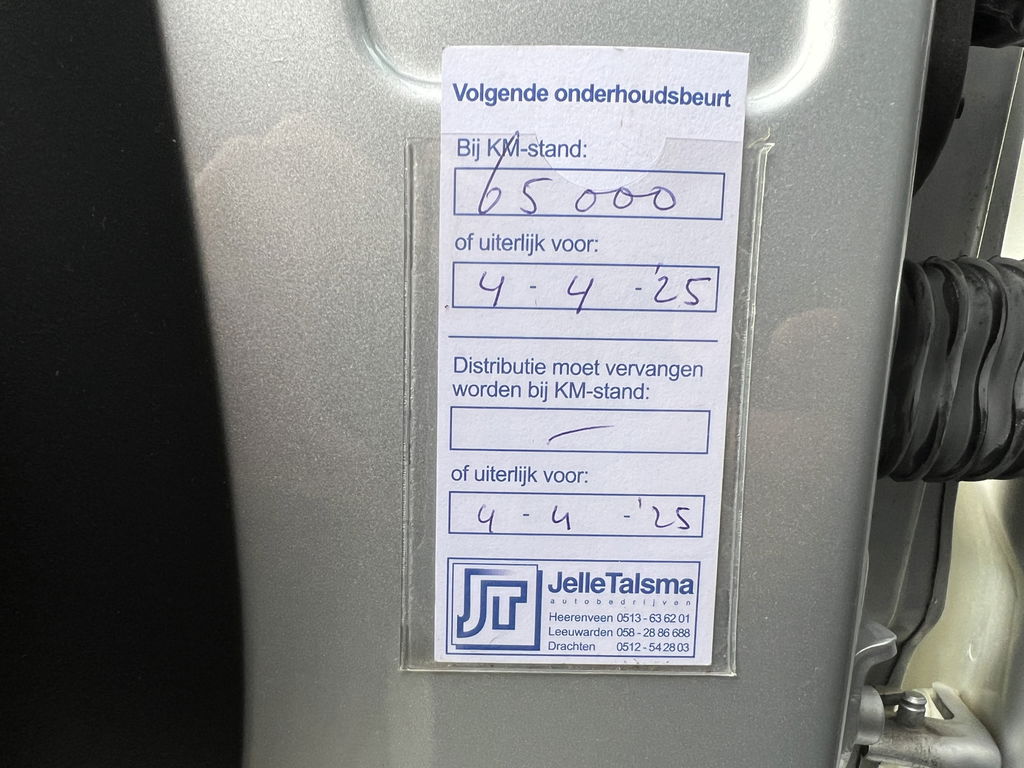 Volgende onderhoudsbeurt
Bij KM-stand:
65000
of uiterlijk voor:
4 - 4 - '25
Distributie moet vervangen
worden bij KM-stand:
—
of uiterlijk voor:
4 - 4 - '25
JT
JelleTalsma
autobedrijven
Heerenveen 0513 - 63 62 01
Leeuwarden 058 - 28 86 688
Drachten 0512 - 54 28 03